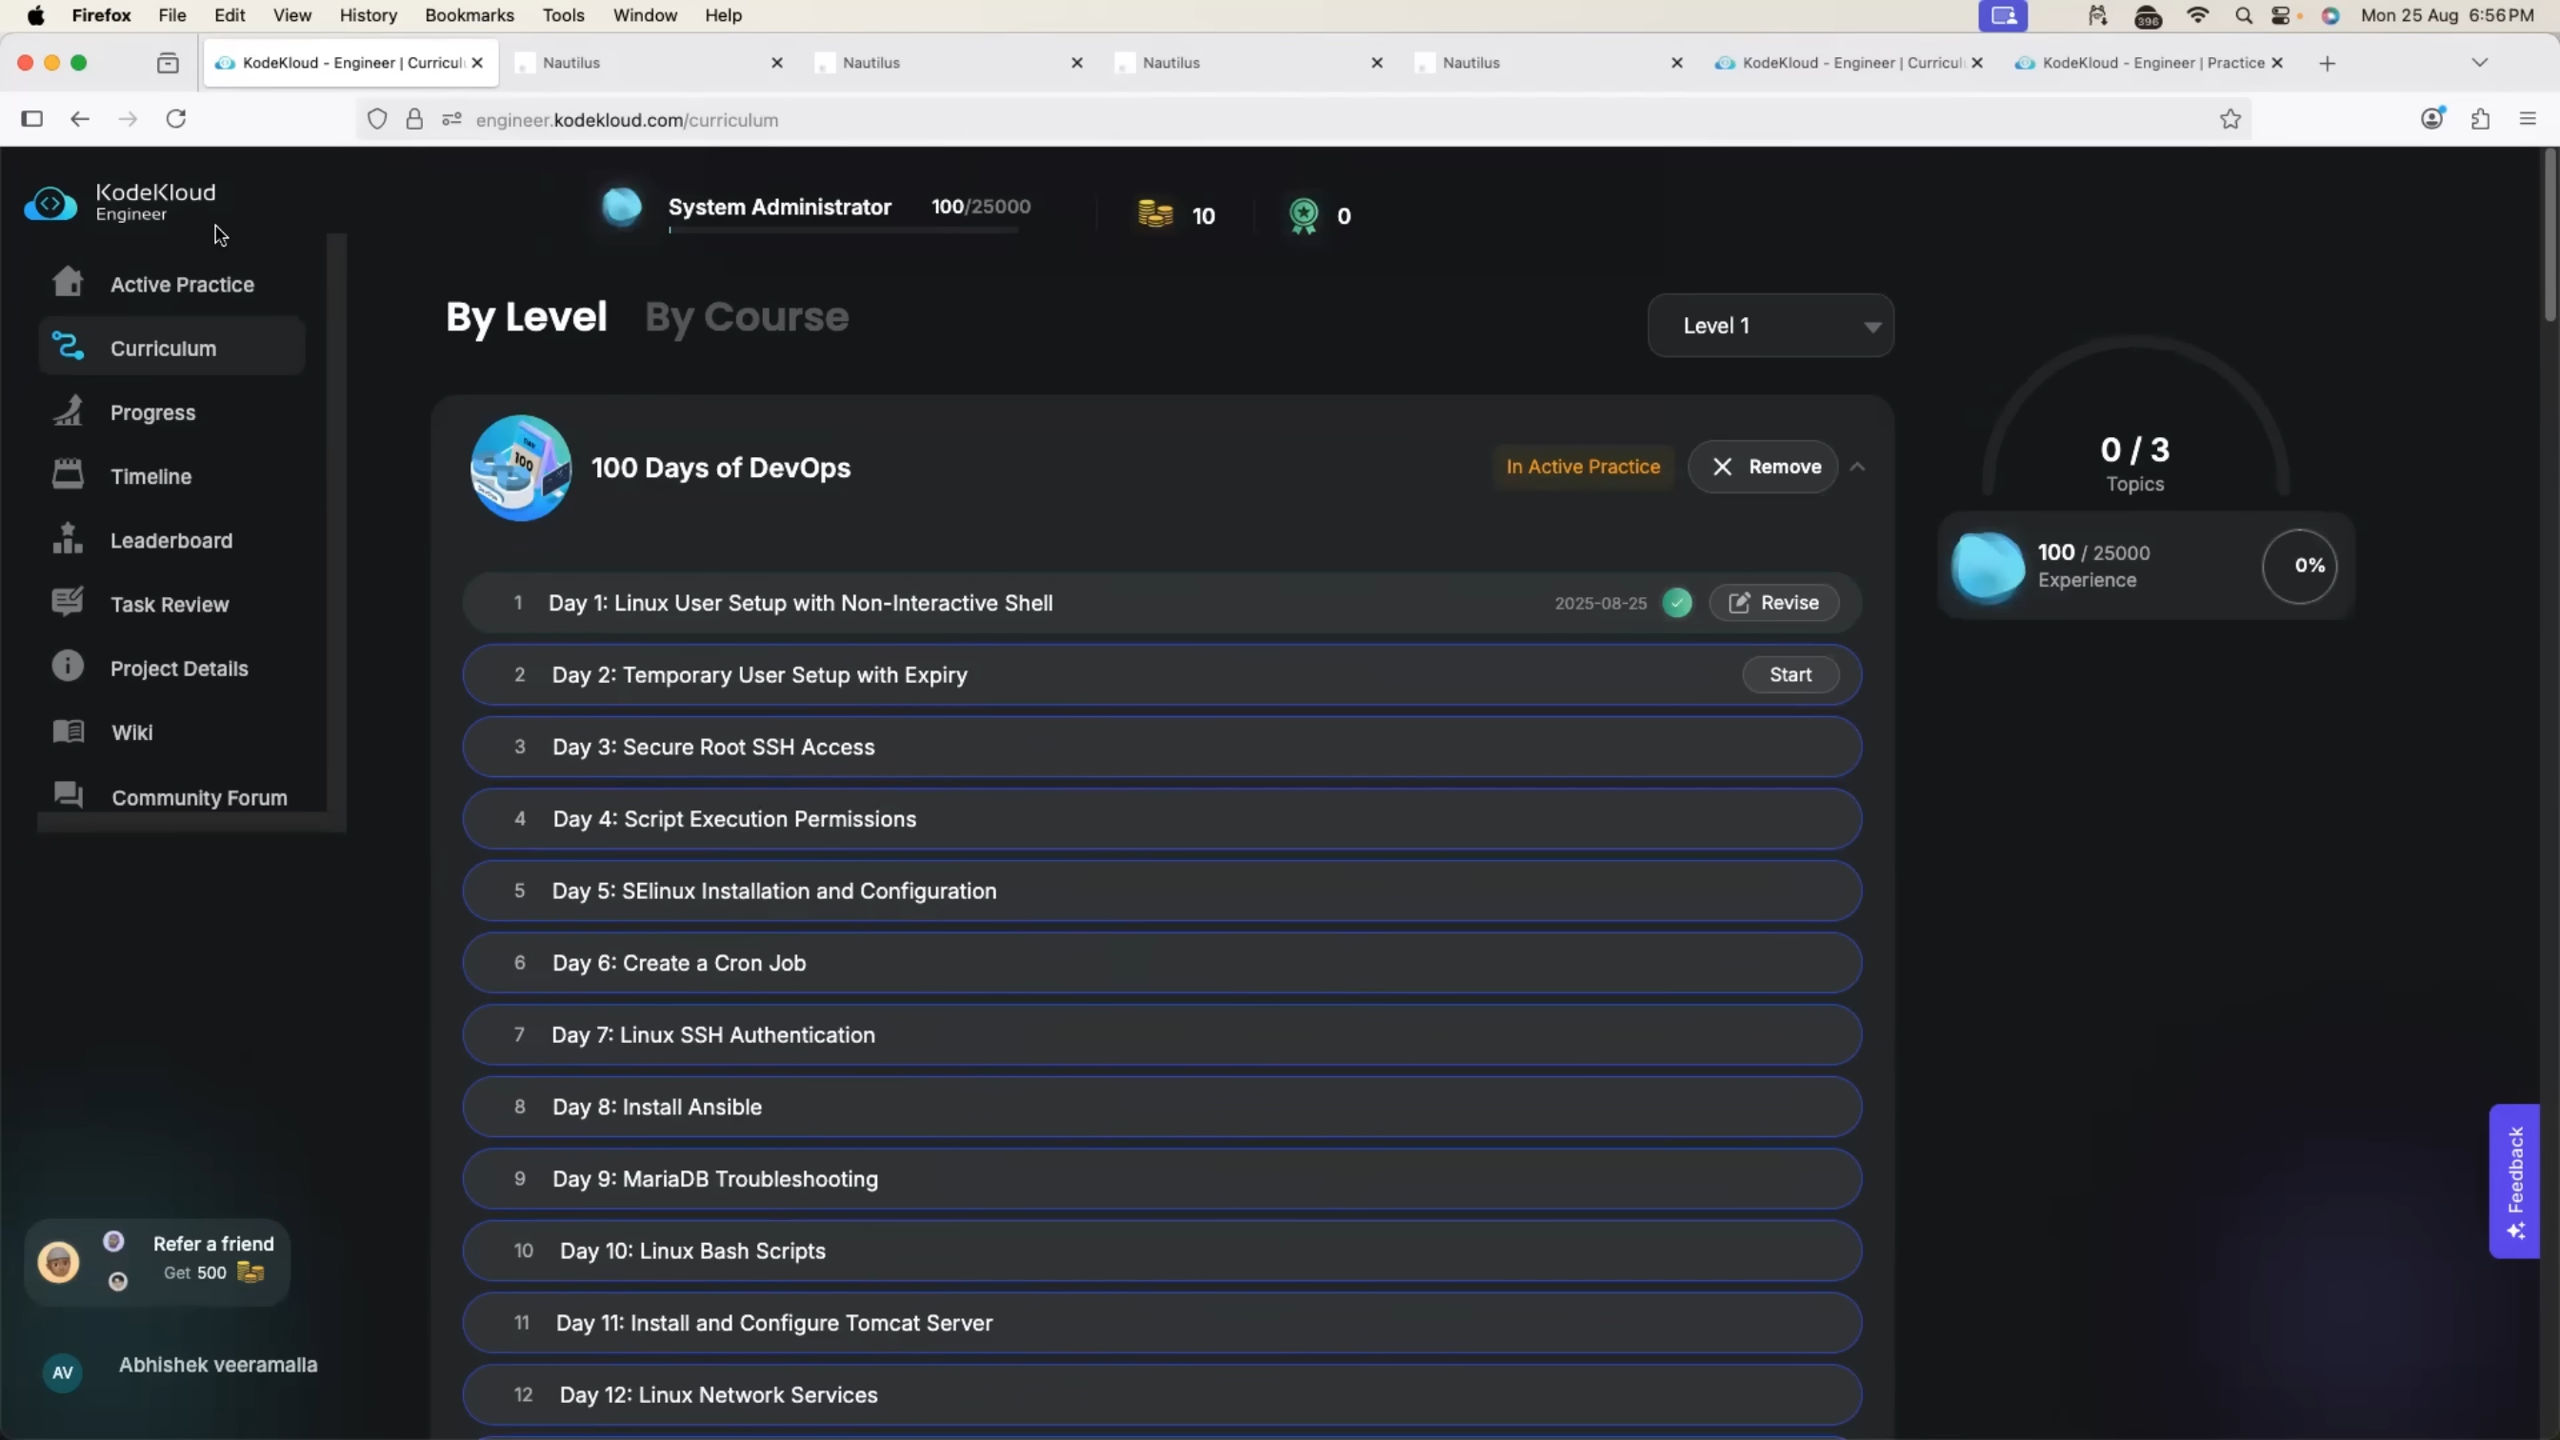 Firefox File Edit View History Bookmarks Tools Window Help 396 Mon 25 Aug 6:56 PM
KodeKloud - Engineer | Curricul Nautilus Nautilus Nautilus Nautilus KodeKloud - Engineer | Curricul KodeKloud - Engineer | Practice
engineer.kodekloud.com/curriculum
KodeKloud
Engineer
System Administrator 100/25000 10 0
Active Practice
Curriculum
Progress
Timeline
Leaderboard
Task Review
Project Details
Wiki
Community Forum
By Level By Course Level 1
100 Days of DevOps In Active Practice Remove
1 Day 1: Linux User Setup with Non-Interactive Shell 2025-08-25 Revise
2 Day 2: Temporary User Setup with Expiry Start
3 Day 3: Secure Root SSH Access
4 Day 4: Script Execution Permissions
5 Day 5: SElinux Installation and Configuration
6 Day 6: Create a Cron Job
7 Day 7: Linux SSH Authentication
8 Day 8: Install Ansible
9 Day 9: MariaDB Troubleshooting
10 Day 10: Linux Bash Scripts
11 Day 11: Install and Configure Tomcat Server
12 Day 12: Linux Network Services
0 / 3
Topics
100 / 25000
Experience
0%
Feedback
Refer a friend
Get 500
AV Abhishek veeramalla